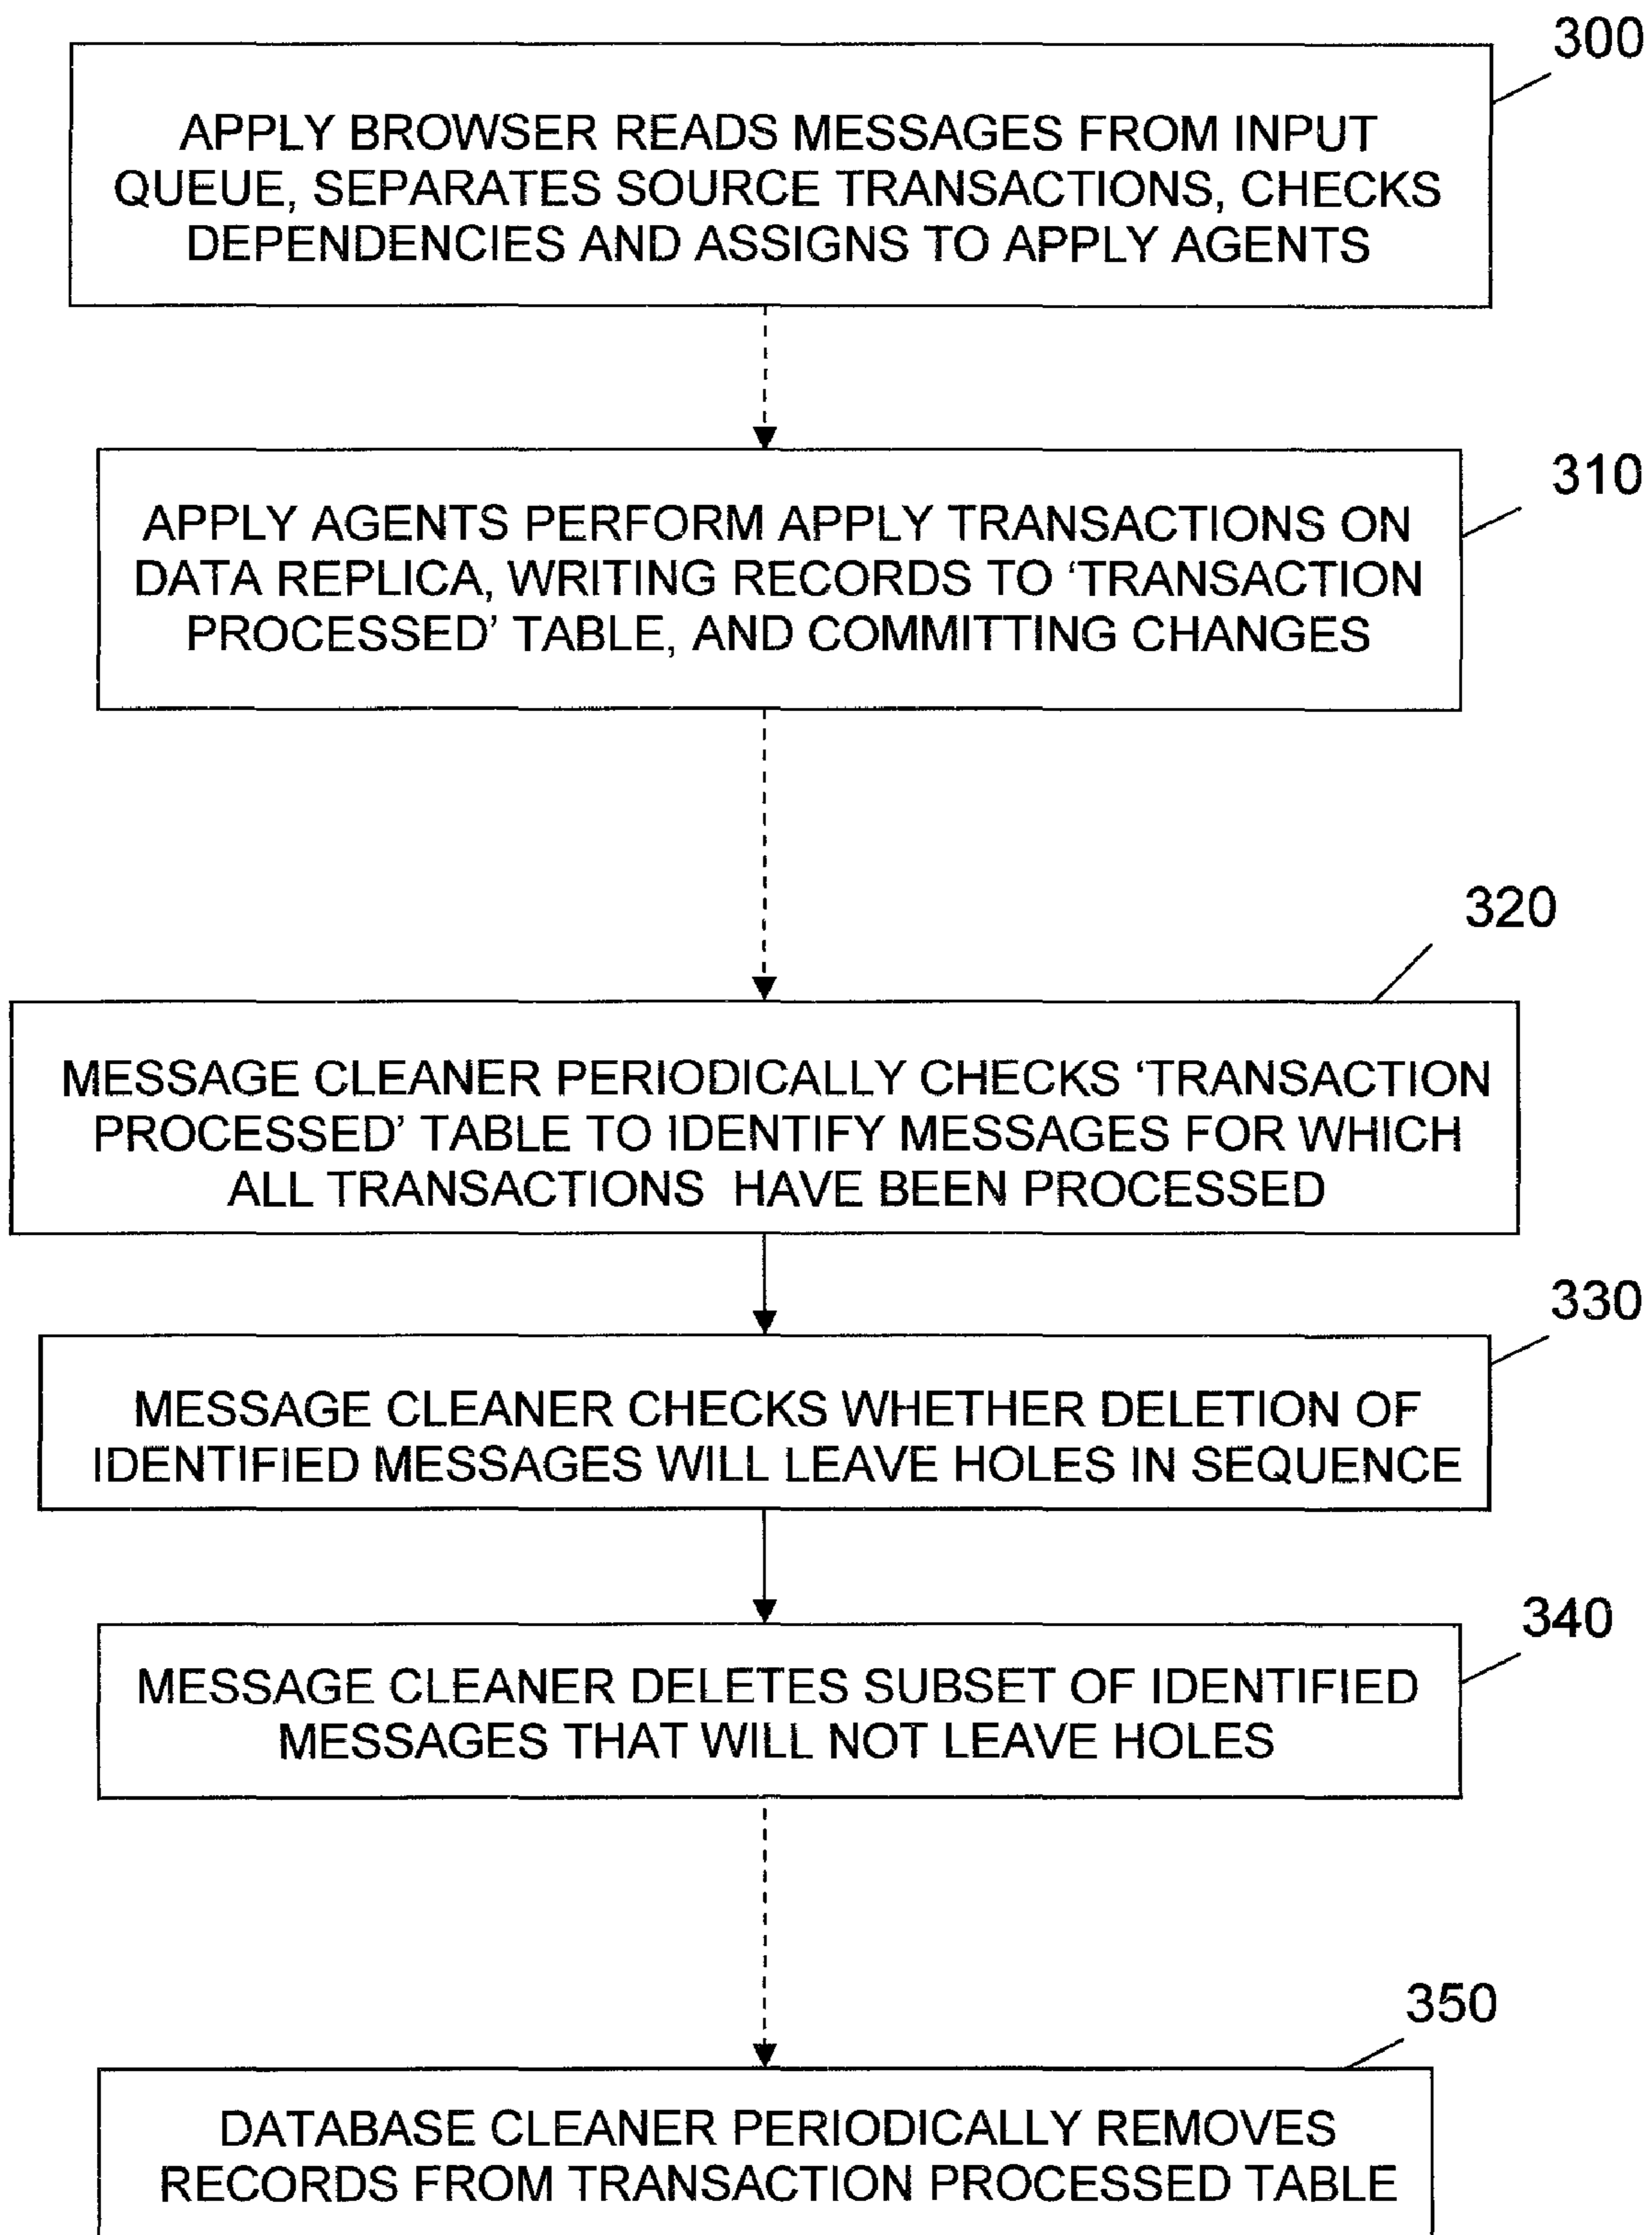 300
APPLY BROWSER READS MESSAGES FROM INPUT
QUEUE, SEPARATES SOURCE TRANSACTIONS, CHECKS
DEPENDENCIES AND ASSIGNS TO APPLY AGENTS
310
APPLY AGENTS PERFORM APPLY TRANSACTIONS ON
DATA REPLICA, WRITING RECORDS TO ‘TRANSACTION
PROCESSED’ TABLE, AND COMMITTING CHANGES
320
MESSAGE CLEANER PERIODICALLY CHECKS ‘TRANSACTION
PROCESSED’ TABLE TO IDENTIFY MESSAGES FOR WHICH
ALL TRANSACTIONS HAVE BEEN PROCESSED
330
MESSAGE CLEANER CHECKS WHETHER DELETION OF
IDENTIFIED MESSAGES WILL LEAVE HOLES IN SEQUENCE
340
MESSAGE CLEANER DELETES SUBSET OF IDENTIFIED
MESSAGES THAT WILL NOT LEAVE HOLES
350
DATABASE CLEANER PERIODICALLY REMOVES
RECORDS FROM TRANSACTION PROCESSED TABLE